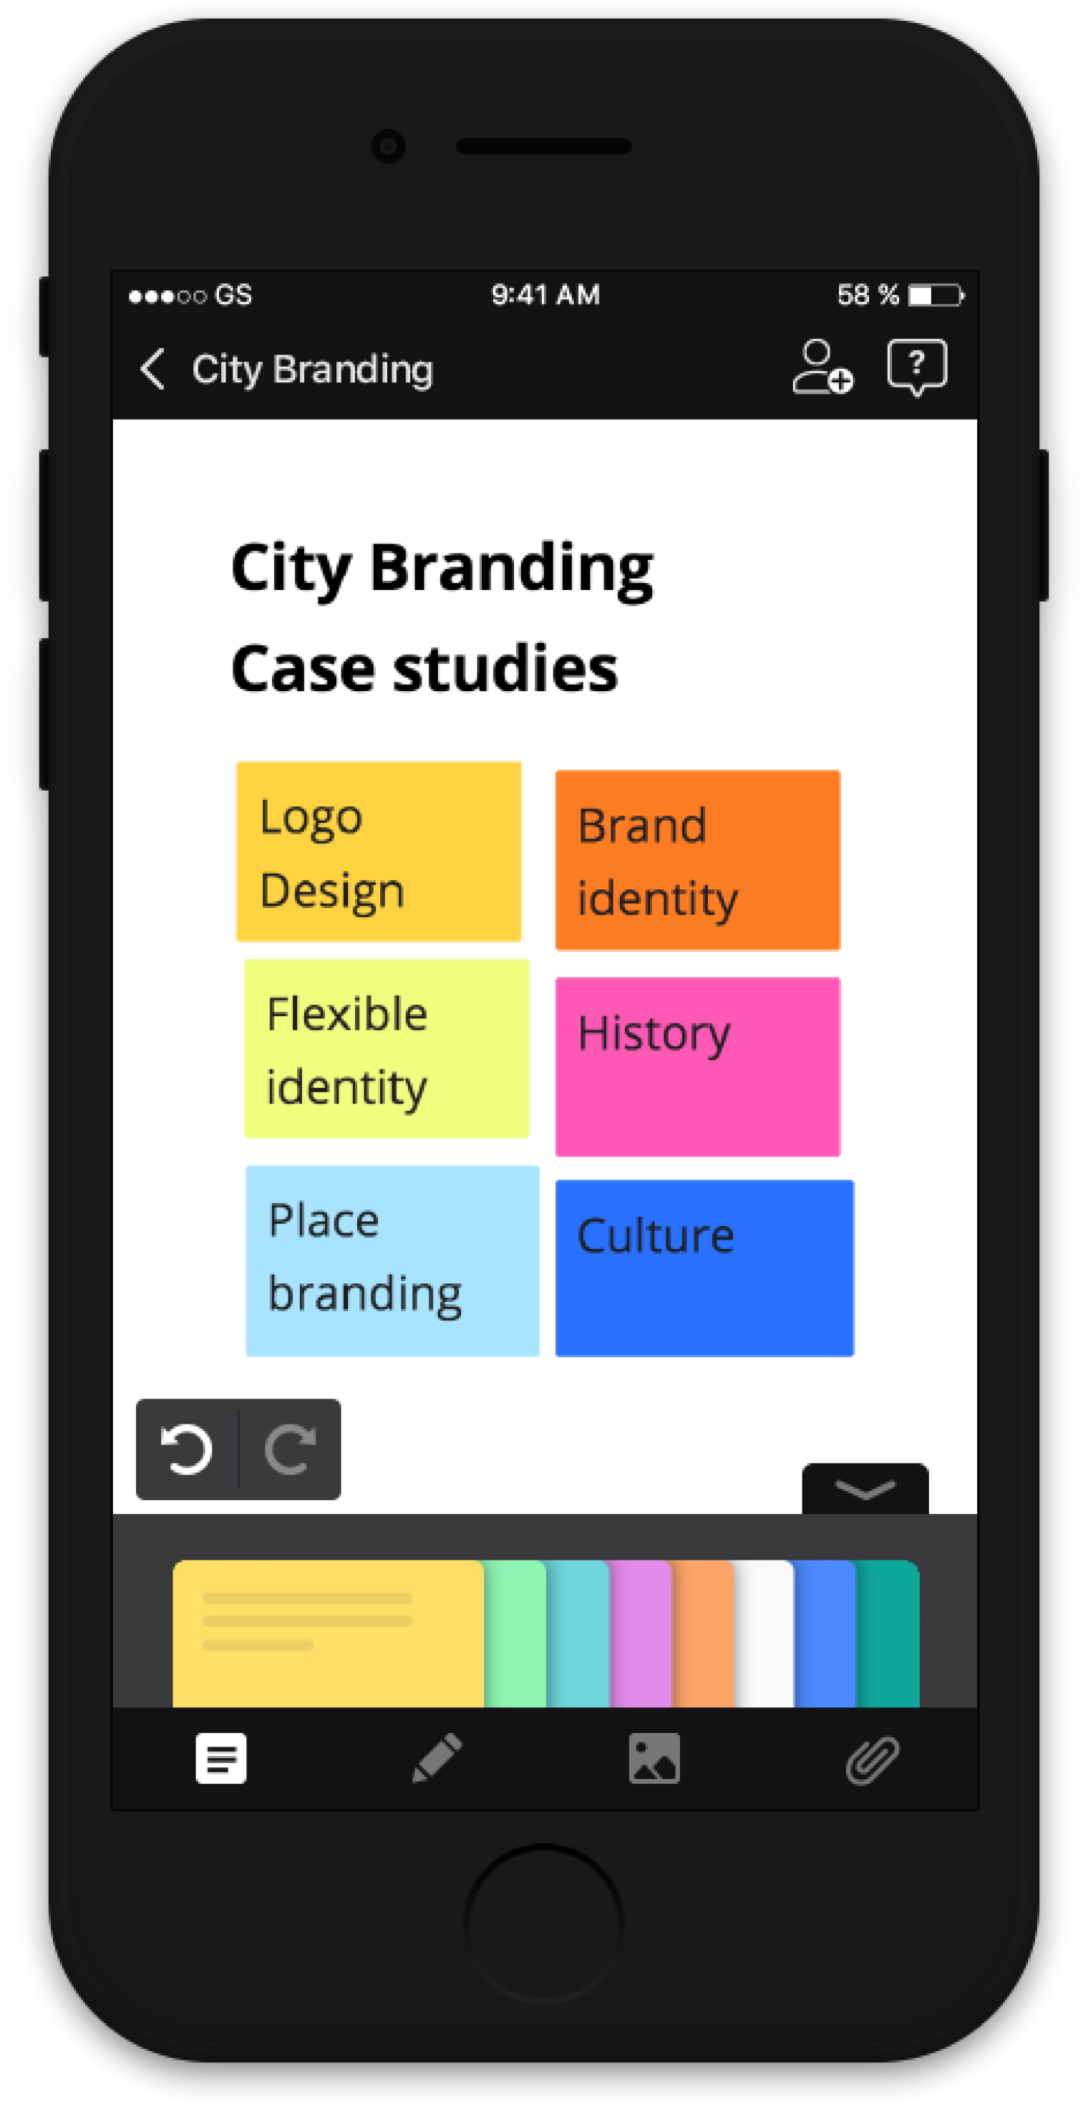 GS 9:41 AM 58 %
City Branding
?
City Branding
Case studies
Logo
Design
Brand
identity
Flexible
identity
History
Place
branding
Culture